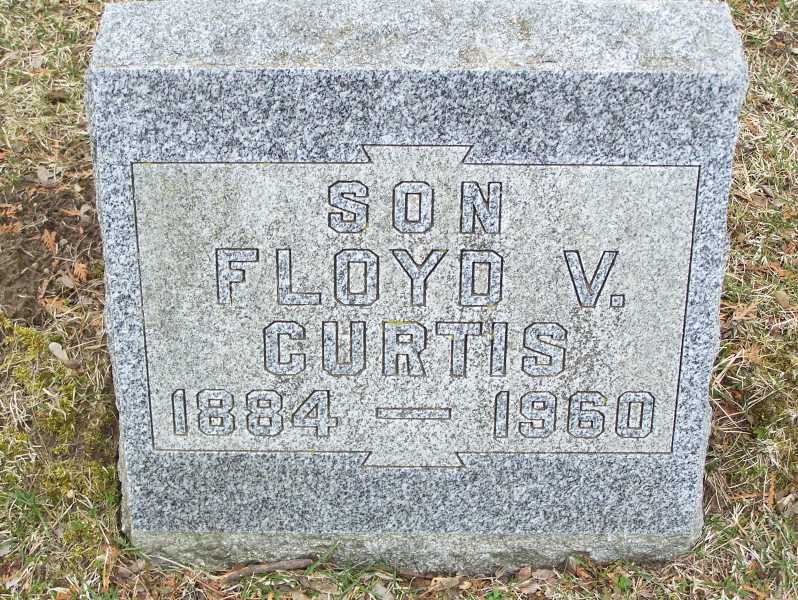 SON
FLOYD V.
CURTIS
1884 — 1960